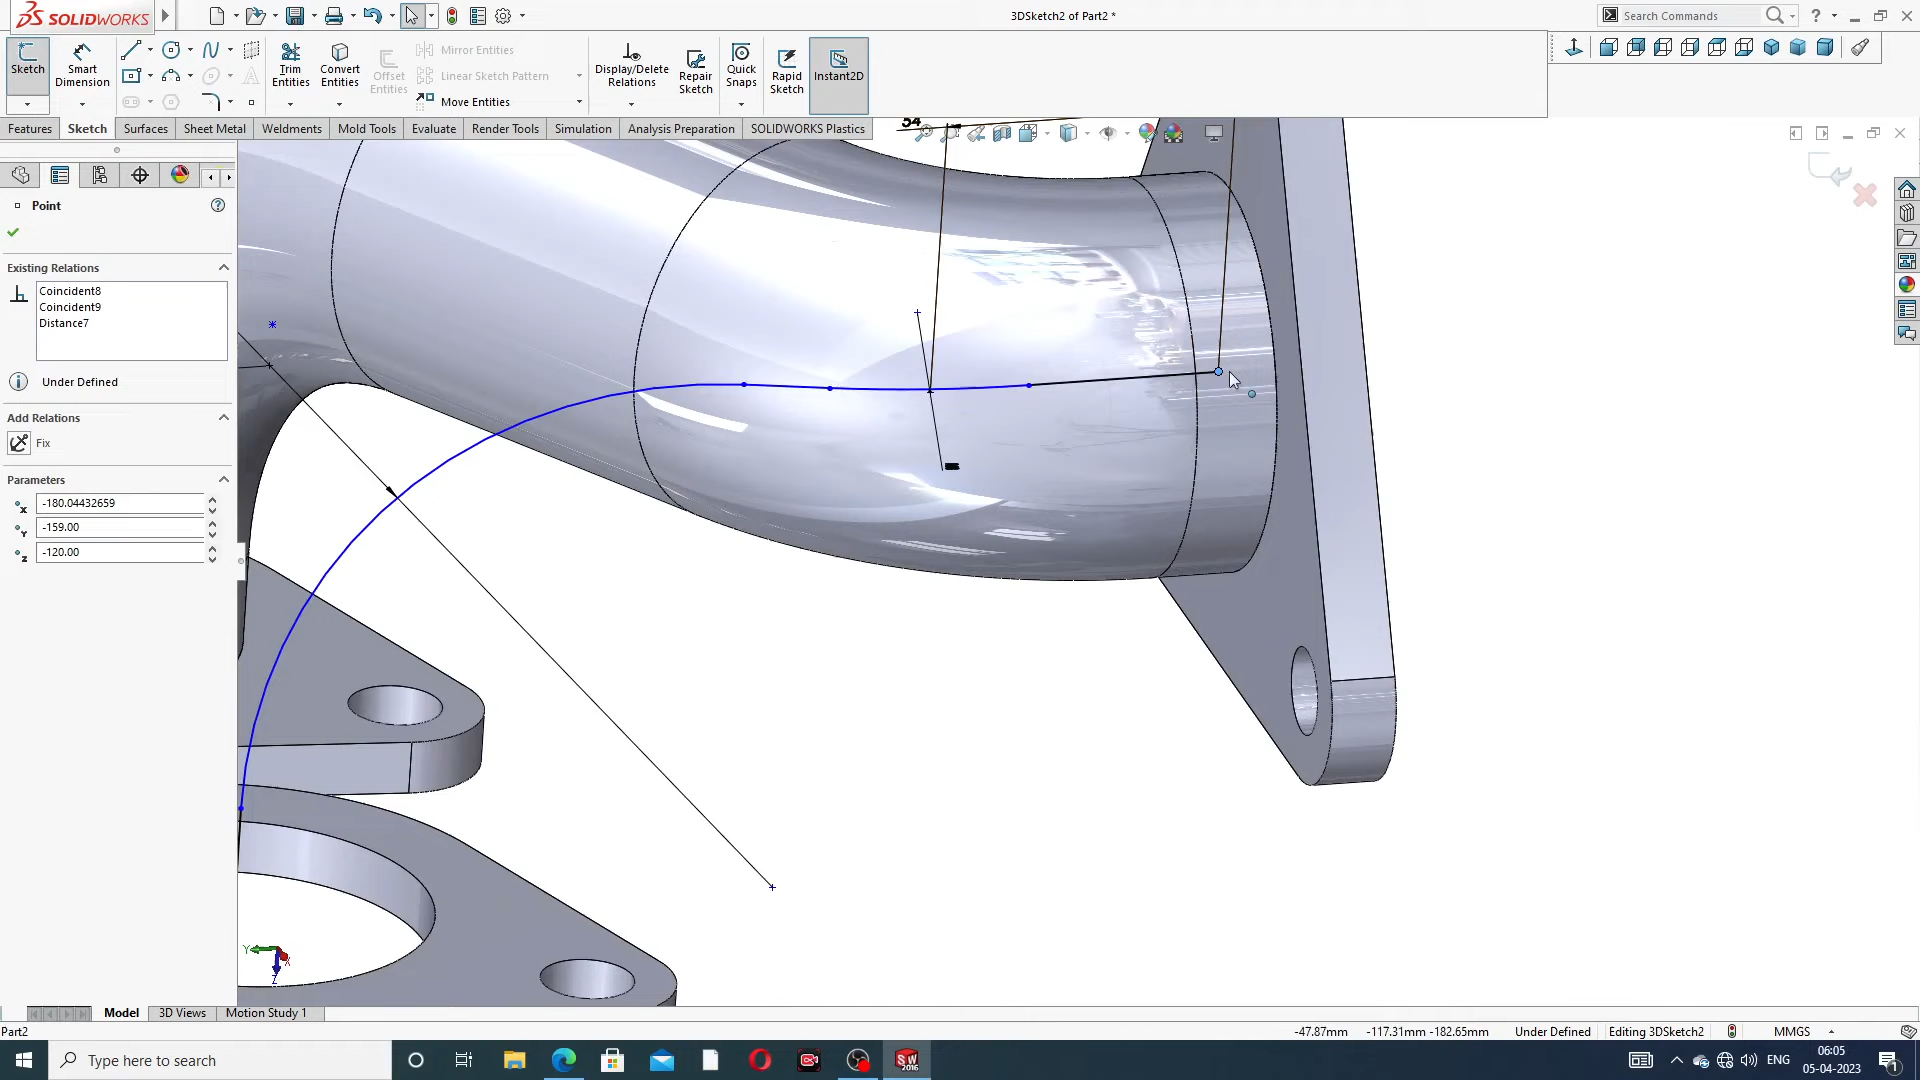 SOLIDWORKS
3DSketch2 of Part2 *
Search Commands
Sketch
Smart Dimension
Trim Entities
Convert Entities
Offset Entities
Mirror Entities
Linear Sketch Pattern
Move Entities
Display/Delete Relations
Repair Sketch
Quick Snaps
Rapid Sketch
Instant2D
Features
Sketch
Surfaces
Sheet Metal
Weldments
Mold Tools
Evaluate
Render Tools
Simulation
Analysis Preparation
SOLIDWORKS Plastics
54
Point
Existing Relations
Coincident8
Coincident9
Distance7
Under Defined
Add Relations
Fix
Parameters
X -180.04432659
Y -159.00
Z -120.00
Y
X
Z
Model
3D Views
Motion Study 1
Part2
-47.87mm
-117.31mm -182.65mm
Under Defined
Editing 3DSketch2
MMGS
Type here to search
SW
2016
ENG
06:05
05-04-2023
1